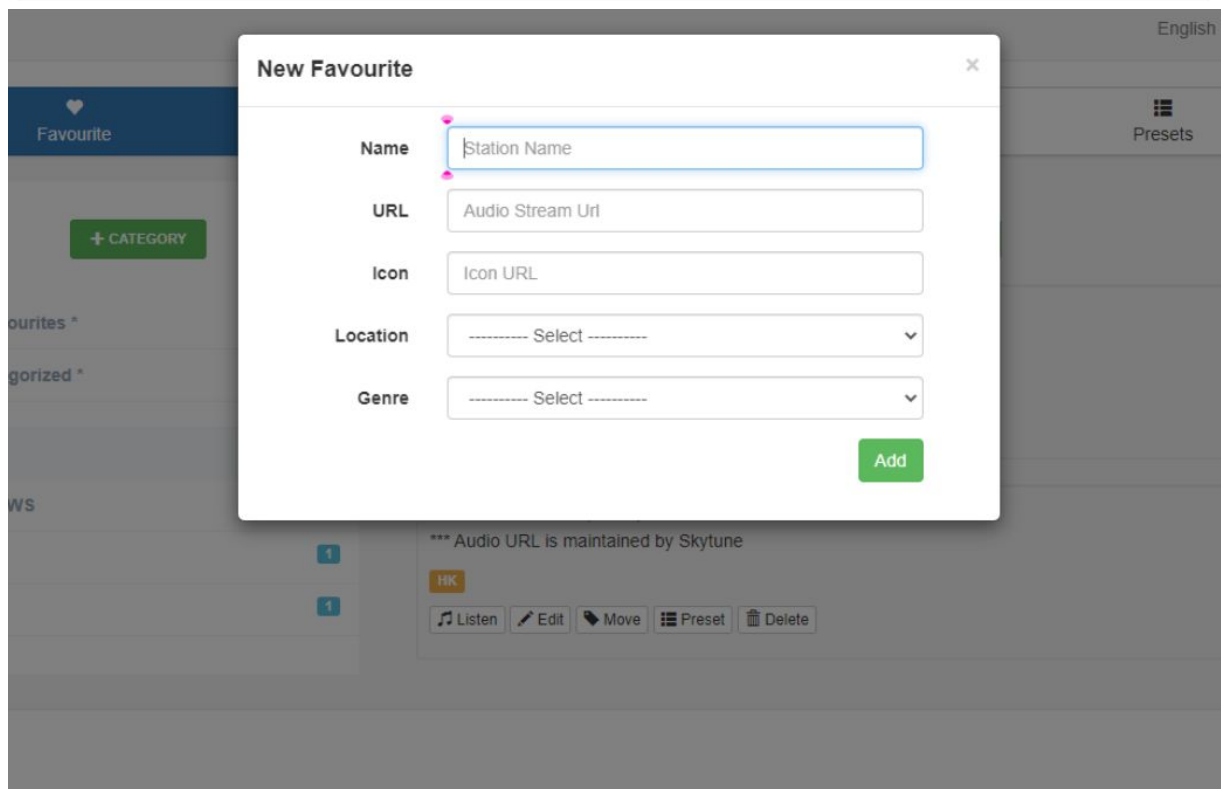 English
New Favourite ×
Favourite
Presets
Name Station Name
URL Audio Stream Url
+ CATEGORY
Icon Icon URL
ourites *
Location ---------- Select ----------
gorized *
Genre ---------- Select ----------
Add
ws
*** Audio URL is maintained by Skytune
1
HK
1
Listen Edit Move Preset Delete